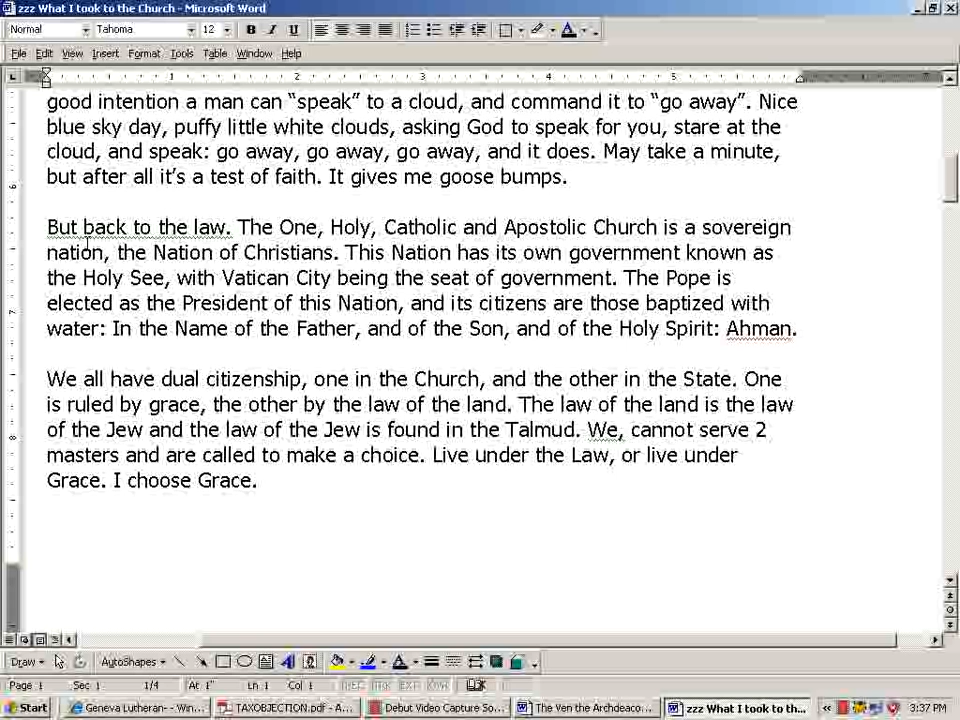 zzz What I took to the Church - Microsoft Word
Normal Tahoma 12 B I U
File Edit View Insert Format Tools Table Window Help
1 2 3 4 5
good intention a man can “speak” to a cloud, and command it to “go away”. Nice
blue sky day, puffy little white clouds, asking God to speak for you, stare at the
cloud, and speak: go away, go away, go away, and it does. May take a minute,
but after all it’s a test of faith. It gives me goose bumps.
But back to the law. The One, Holy, Catholic and Apostolic Church is a sovereign
nation, the Nation of Christians. This Nation has its own government known as
the Holy See, with Vatican City being the seat of government. The Pope is
elected as the President of this Nation, and its citizens are those baptized with
water: In the Name of the Father, and of the Son, and of the Holy Spirit: Ahman.
We all have dual citizenship, one in the Church, and the other in the State. One
is ruled by grace, the other by the law of the land. The law of the land is the law
of the Jew and the law of the Jew is found in the Talmud. We, cannot serve 2
masters and are called to make a choice. Live under the Law, or live under
Grace. I choose Grace.
Draw AutoShapes
Page 1 Sec 1 1/4 At 1" Ln 1 Col 1 REC TRK EXT OVR
Start Geneva Lutheran- - Win... TAXOBJECTION.pdf - A... Debut Video Capture So... The Ven the Archdeaco... zzz What I took to th... « 3:37 PM